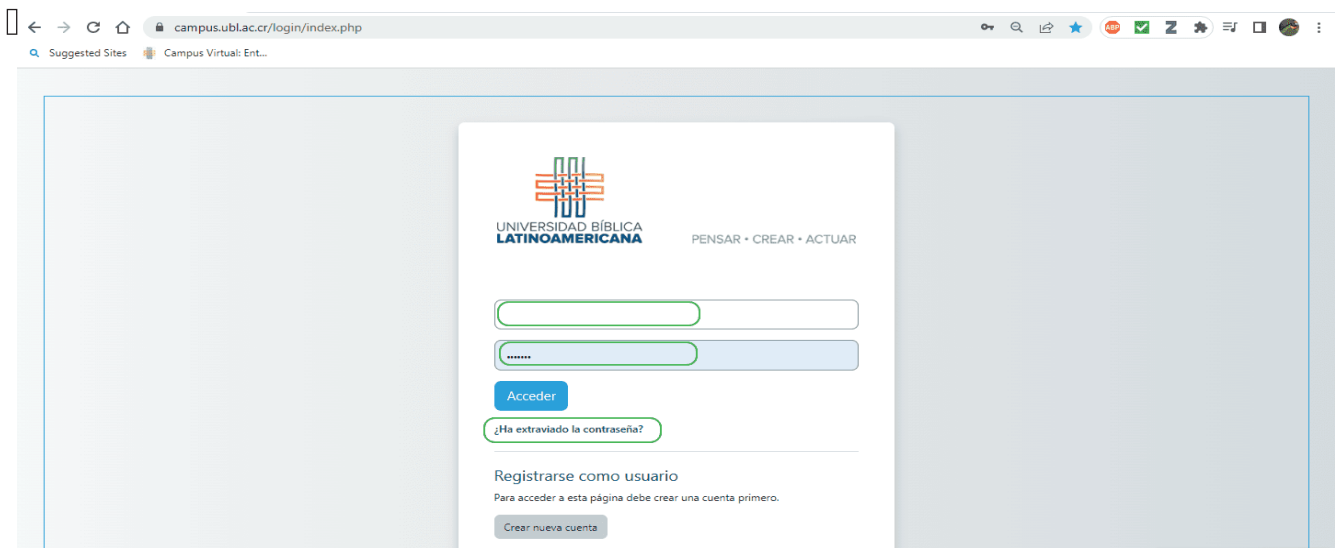 campus.ubl.ac.cr/login/index.php
ABP
Z
Suggested Sites
Campus Virtual: Ent...
UNIVERSIDAD BÍBLICA
LATINOAMERICANA
PENSAR • CREAR • ACTUAR
.......
Acceder
¿Ha extraviado la contraseña?
Registrarse como usuario
Para acceder a esta página debe crear una cuenta primero.
Crear nueva cuenta